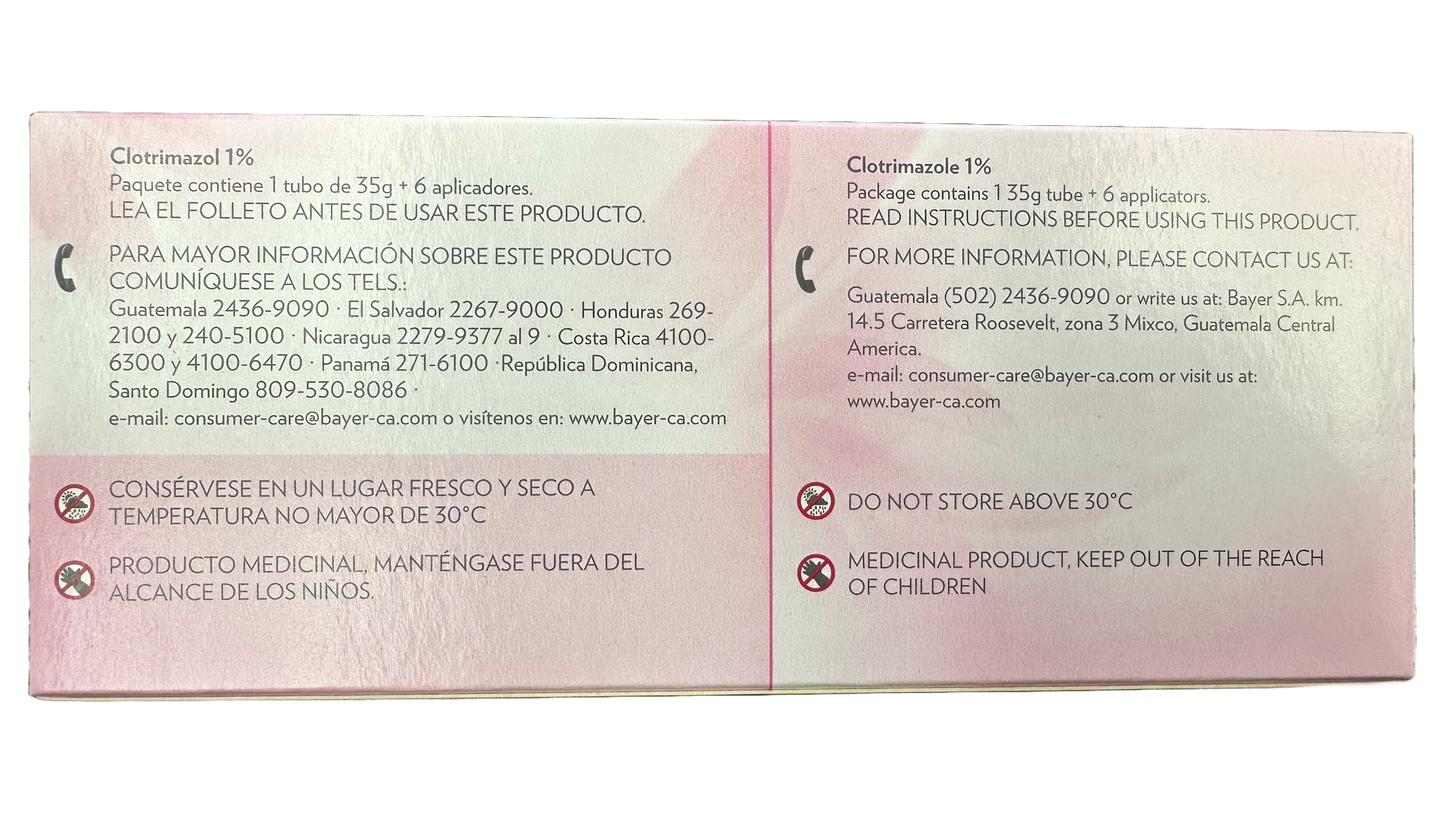 Clotrimazol 1%
Paquete contiene 1 tubo de 35g + 6 aplicadores.
LEA EL FOLLETO ANTES DE USAR ESTE PRODUCTO.
PARA MAYOR INFORMACIÓN SOBRE ESTE PRODUCTO
COMUNÍQUESE A LOS TELS.:
Guatemala 2436-9090 · El Salvador 2267-9000 · Honduras 269-
2100 y 240-5100 · Nicaragua 2279-9377 al 9 · Costa Rica 4100-
6300 y 4100-6470 · Panamá 271-6100 ·República Dominicana,
Santo Domingo 809-530-8086 ·
e-mail: consumer-care@bayer-ca.com o visítenos en: www.bayer-ca.com
CONSÉRVESE EN UN LUGAR FRESCO Y SECO A
TEMPERATURA NO MAYOR DE 30°C
PRODUCTO MEDICINAL, MANTÉNGASE FUERA DEL
ALCANCE DE LOS NIÑOS.
Clotrimazole 1%
Package contains 1 35g tube + 6 applicators.
READ INSTRUCTIONS BEFORE USING THIS PRODUCT.
FOR MORE INFORMATION, PLEASE CONTACT US AT:
Guatemala (502) 2436-9090 or write us at: Bayer S.A. km.
14.5 Carretera Roosevelt, zona 3 Mixco, Guatemala Central
America.
e-mail: consumer-care@bayer-ca.com or visit us at:
www.bayer-ca.com
DO NOT STORE ABOVE 30°C
MEDICINAL PRODUCT, KEEP OUT OF THE REACH
OF CHILDREN